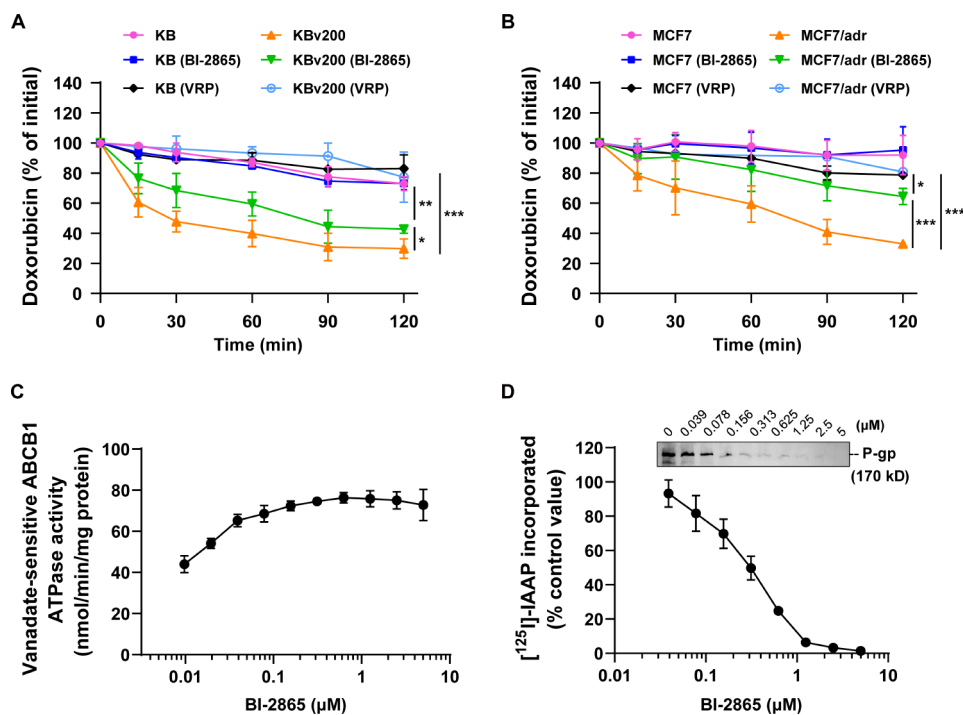 A
KB
KBv200
KB (BI-2865)
KBv200 (BI-2865)
KB (VRP)
KBv200 (VRP)
Doxorubicin (% of initial)
140
120
100
80
60
40
20
0
**
*
***
0 30 60 90 120
Time (min)
B
MCF7
MCF7/adr
MCF7 (BI-2865)
MCF7/adr (BI-2865)
MCF7 (VRP)
MCF7/adr (VRP)
Doxorubicin (% of initial)
140
120
100
80
60
40
20
0
*
***
***
0 30 60 90 120
Time (min)
C
Vanadate-sensitive ABCB1
ATPase activity
(nmol/min/mg protein)
100
80
60
40
20
0
0.01 0.1 1 10
BI-2865 (μM)
D
0 0.039 0.078 0.156 0.313 0.625 1.25 2.5 5 (μM)
-- P-gp
(170 kD)
[¹²⁵I]-IAAP incorporated
(% control value)
120
100
80
60
40
20
0
0.01 0.1 1 10
BI-2865 (μM)